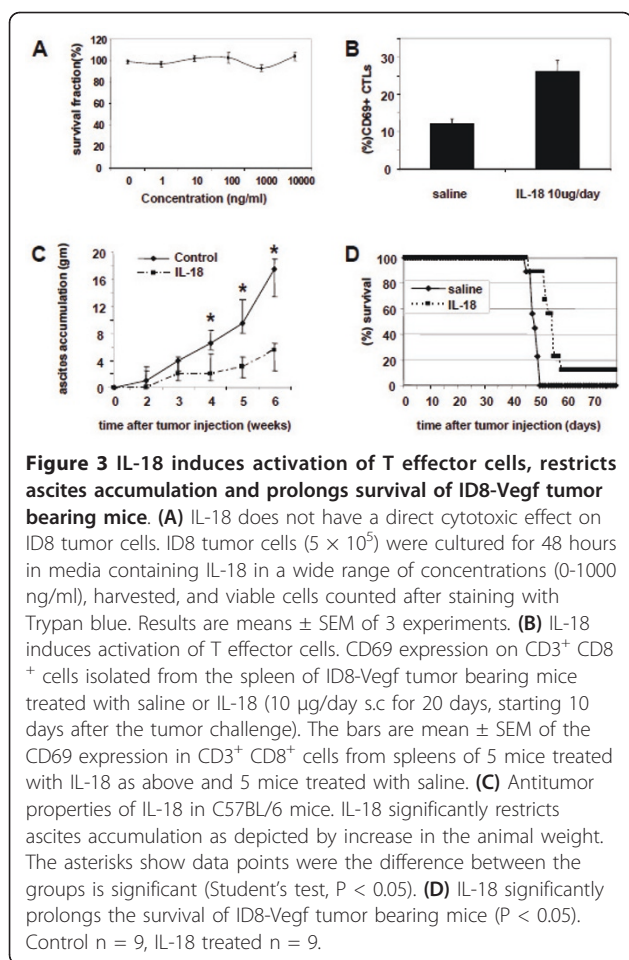 A
survival fraction(%)
120
100
80
60
40
20
0
0 1 10 100 1000 10000
Concentration (ng/ml)
B
(%)CD69+ CTLs
30
20
10
0
saline IL-18 10ug/day
C
ascites accumulation (gm)
20
16
12
8
4
0
Control
IL-18
* * *
0 2 3 4 5 6
time after tumor injection (weeks)
D
(%) survival
100
80
60
40
20
0
saline
IL-18
0 10 20 30 40 50 60 70
time after tumor injection (days)
Figure 3 IL-18 induces activation of T effector cells, restricts
ascites accumulation and prolongs survival of ID8-Vegf tumor
bearing mice. (A) IL-18 does not have a direct cytotoxic effect on
ID8 tumor cells. ID8 tumor cells (5 × 10⁵) were cultured for 48 hours
in media containing IL-18 in a wide range of concentrations (0-1000
ng/ml), harvested, and viable cells counted after staining with
Trypan blue. Results are means ± SEM of 3 experiments. (B) IL-18
induces activation of T effector cells. CD69 expression on CD3⁺ CD8
⁺ cells isolated from the spleen of ID8-Vegf tumor bearing mice
treated with saline or IL-18 (10 μg/day s.c for 20 days, starting 10
days after the tumor challenge). The bars are mean ± SEM of the
CD69 expression in CD3⁺ CD8⁺ cells from spleens of 5 mice treated
with IL-18 as above and 5 mice treated with saline. (C) Antitumor
properties of IL-18 in C57BL/6 mice. IL-18 significantly restricts
ascites accumulation as depicted by increase in the animal weight.
The asterisks show data points were the difference between the
groups is significant (Student's test, P < 0.05). (D) IL-18 significantly
prolongs the survival of ID8-Vegf tumor bearing mice (P < 0.05).
Control n = 9, IL-18 treated n = 9.